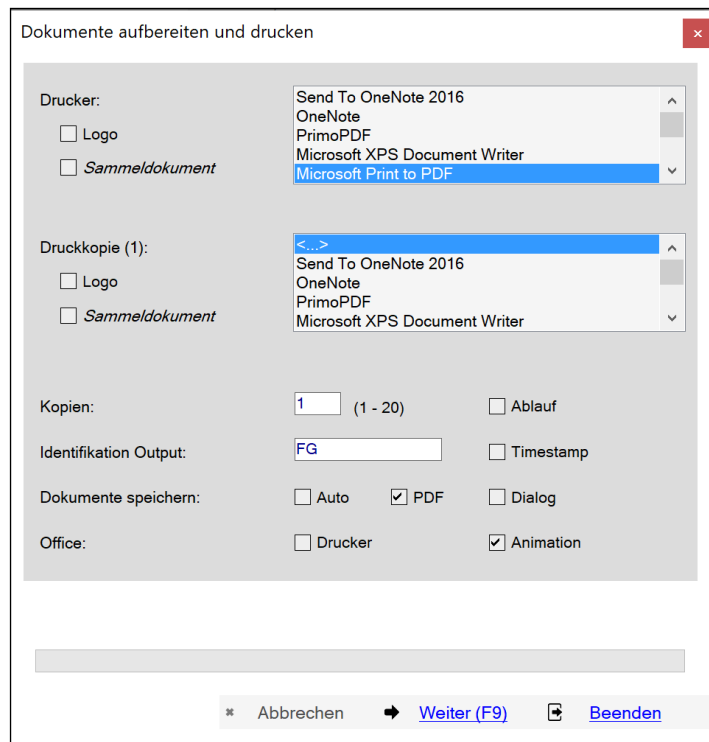 Dokumente aufbereiten und drucken
Drucker:
Logo
Sammeldokument
Send To OneNote 2016
OneNote
PrimoPDF
Microsoft XPS Document Writer
Microsoft Print to PDF
Druckkopie (1):
Logo
Sammeldokument
<...>
Send To OneNote 2016
OneNote
PrimoPDF
Microsoft XPS Document Writer
Kopien: 1 (1 - 20) Ablauf
Identifikation Output: FG Timestamp
Dokumente speichern: Auto PDF Dialog
Office: Drucker Animation
Abbrechen Weiter (F9) Beenden